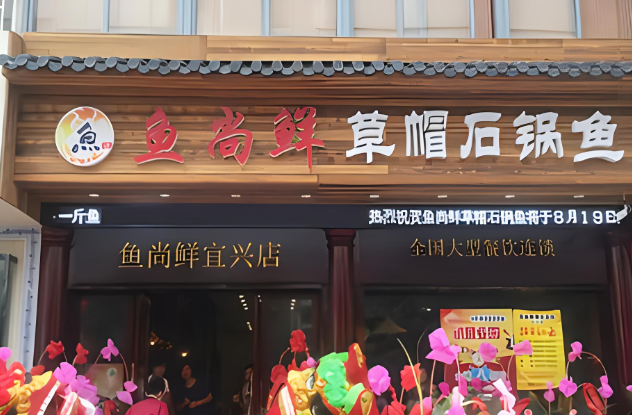 魚
鱼尚鲜 草帽石锅鱼
一斤鱼 热烈祝贺鱼尚鲜草帽石锅鱼将于8月19日
鱼尚鲜宜兴店
全国大型餐饮连锁